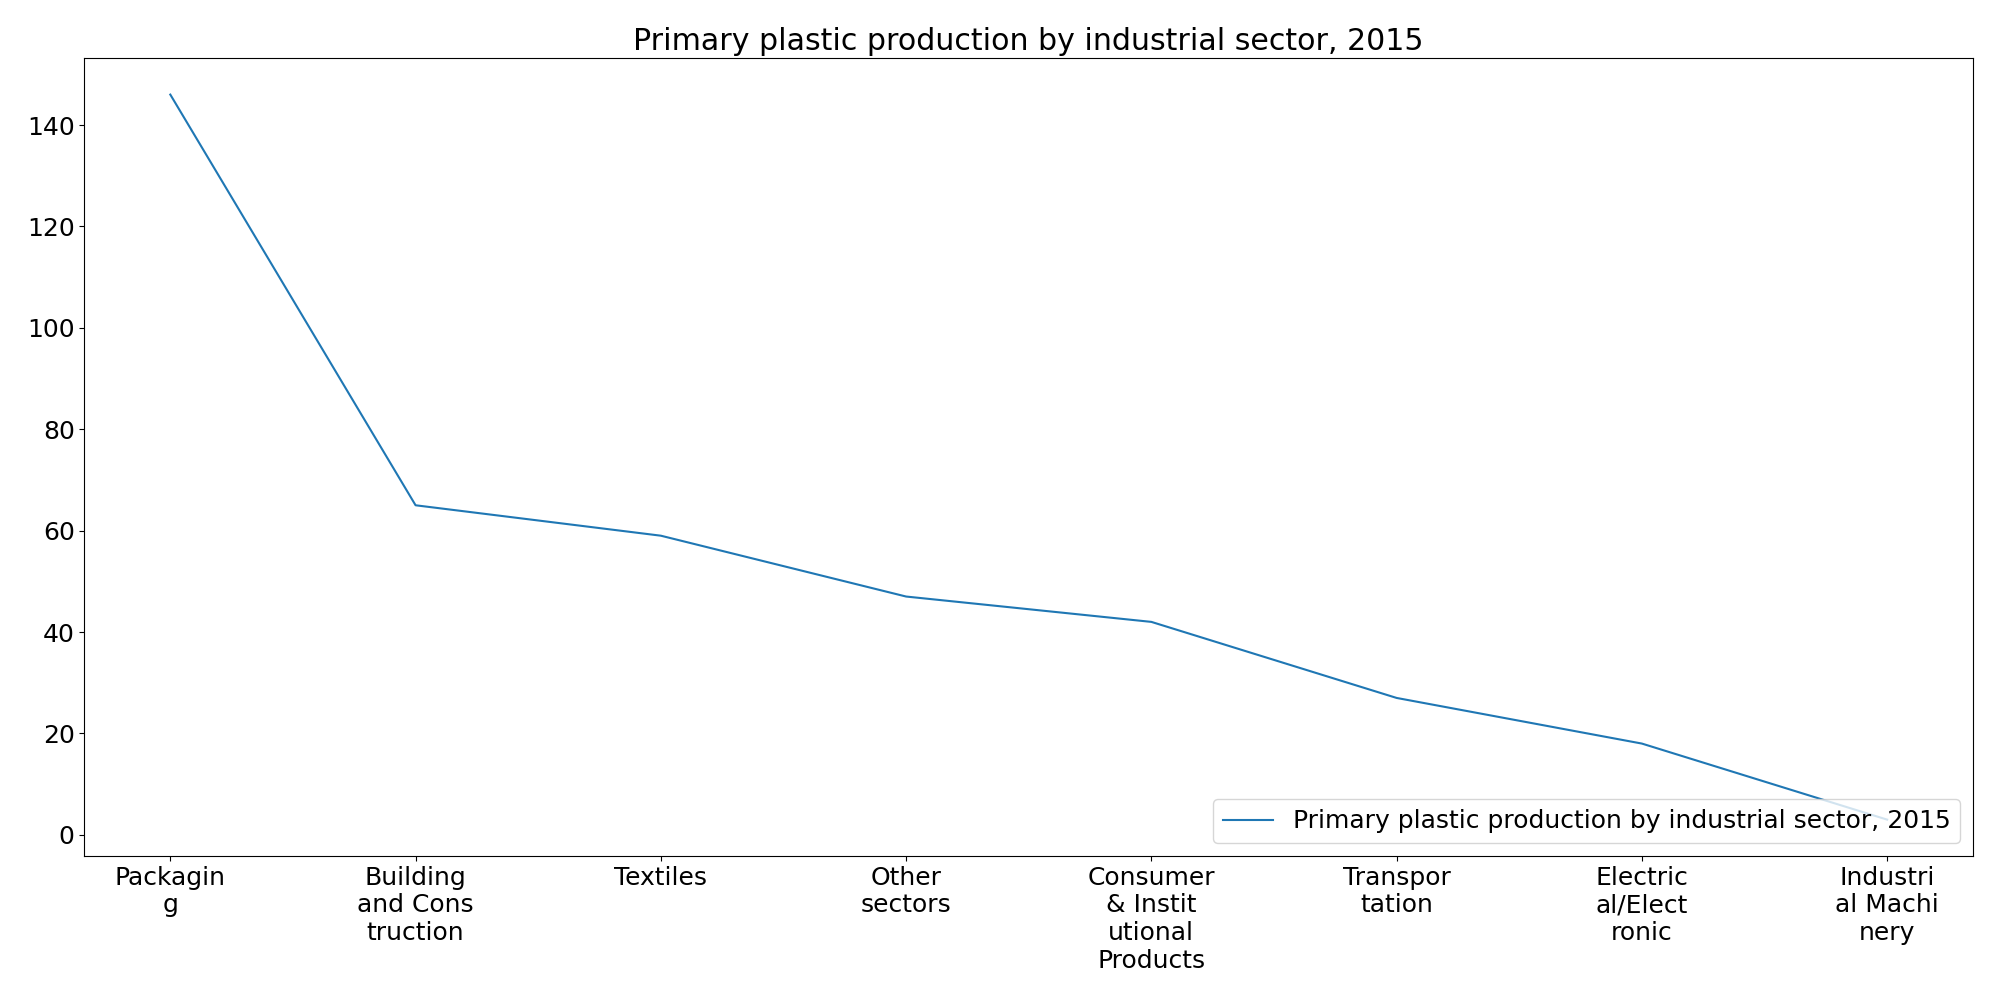 Primary plastic production by industrial sector, 2015
140
120
100
80
60
40
20
0
Primary plastic production by industrial sector, 2015
Packagin
g
Building
and Cons
truction
Textiles
Other
sectors
Consumer
& Instit
utional
Products
Transpor
tation
Electric
al/Elect
ronic
Industri
al Machi
nery